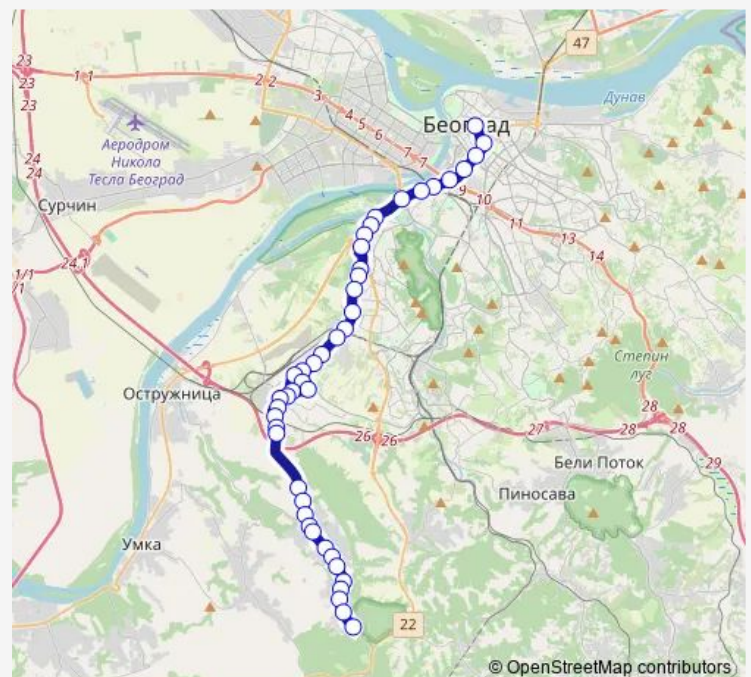 47
23
23
23
23
1 1
2 2
3
4
5
6
7
7
Београд
Дунав
Аеродром
Никола
Тесла Београд
24
24
9
10
11
Сурчин
13
14
24.1
1/1
/1
Степин
луг
Остружница
28
28
28
26
26
27
29
Бели Поток
Пиносава
Умка
22
© OpenStreetMap contributors